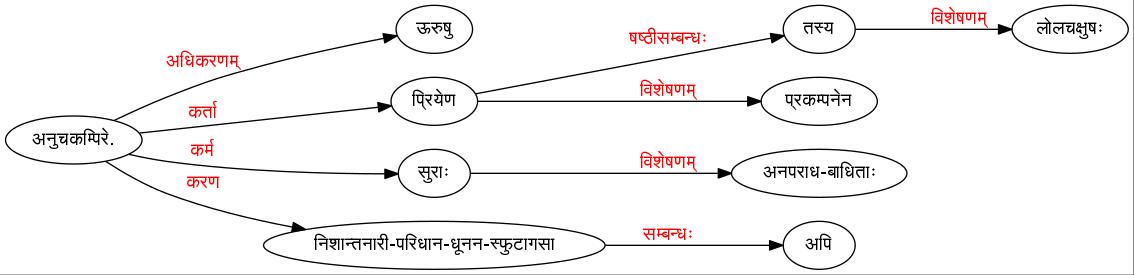 ऊरुषु
तस्य
विशेषणम्
लोलचक्षुषः
षष्ठीसम्बन्धः
अधिकरणम्
प्रियेण
विशेषणम्
प्रकम्पनेन
कर्ता
अनुचकम्पिरे.
कर्म
सुराः
विशेषणम्
अनपराध-बाधिताः
करण
निशान्तनारी-परिधान-धूनन-स्फुटागसा
सम्बन्धः
अपि